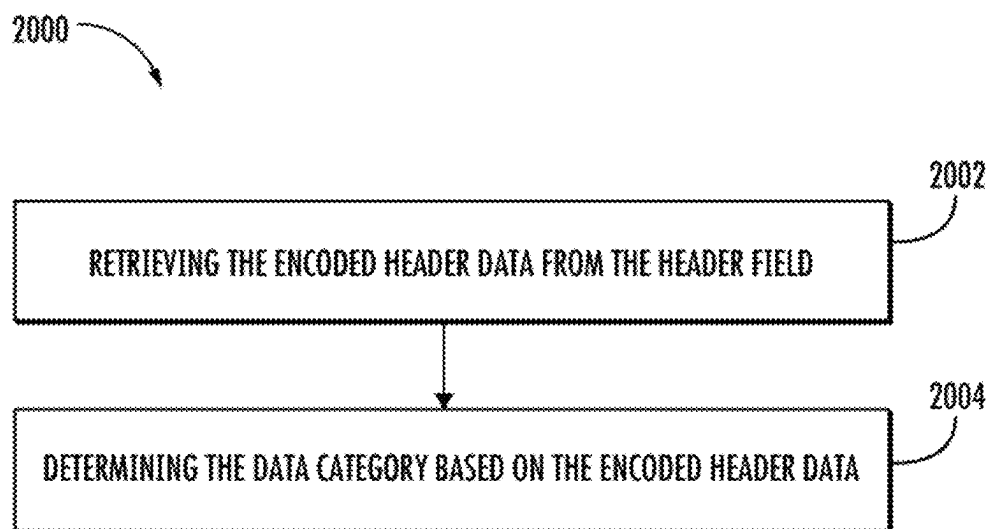 2000
2002
RETRIEVING THE ENCODED HEADER DATA FROM THE HEADER FIELD
2004
DETERMINING THE DATA CATEGORY BASED ON THE ENCODED HEADER DATA